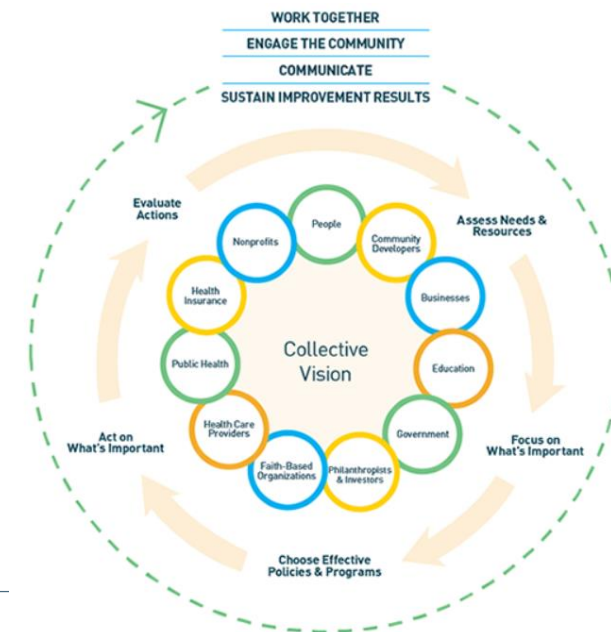 WORK TOGETHER
ENGAGE THE COMMUNITY
COMMUNICATE
SUSTAIN IMPROVEMENT RESULTS
Evaluate
Actions
Assess Needs &
Resources
People
Nonprofits
Community
Developers
Health
Insurance
Businesses
Collective
Vision
Public Health
Education
Health Care
Providers
Government
Act on
What's Important
Focus on
What's Important
Faith-Based
Organizations
Philanthropists
& Investors
Choose Effective
Policies & Programs